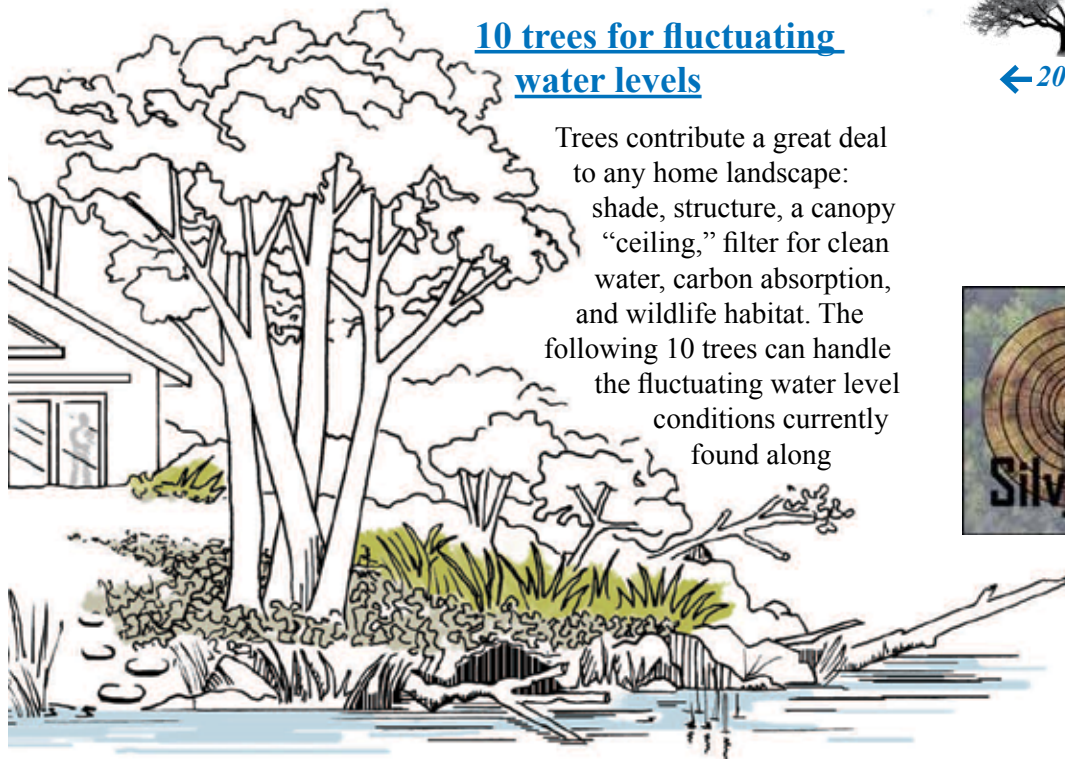 10 trees for fluctuating
water levels
20
Trees contribute a great deal
to any home landscape:
shade, structure, a canopy
“ceiling,” filter for clean
water, carbon absorption,
and wildlife habitat. The
following 10 trees can handle
the fluctuating water level
conditions currently
found along